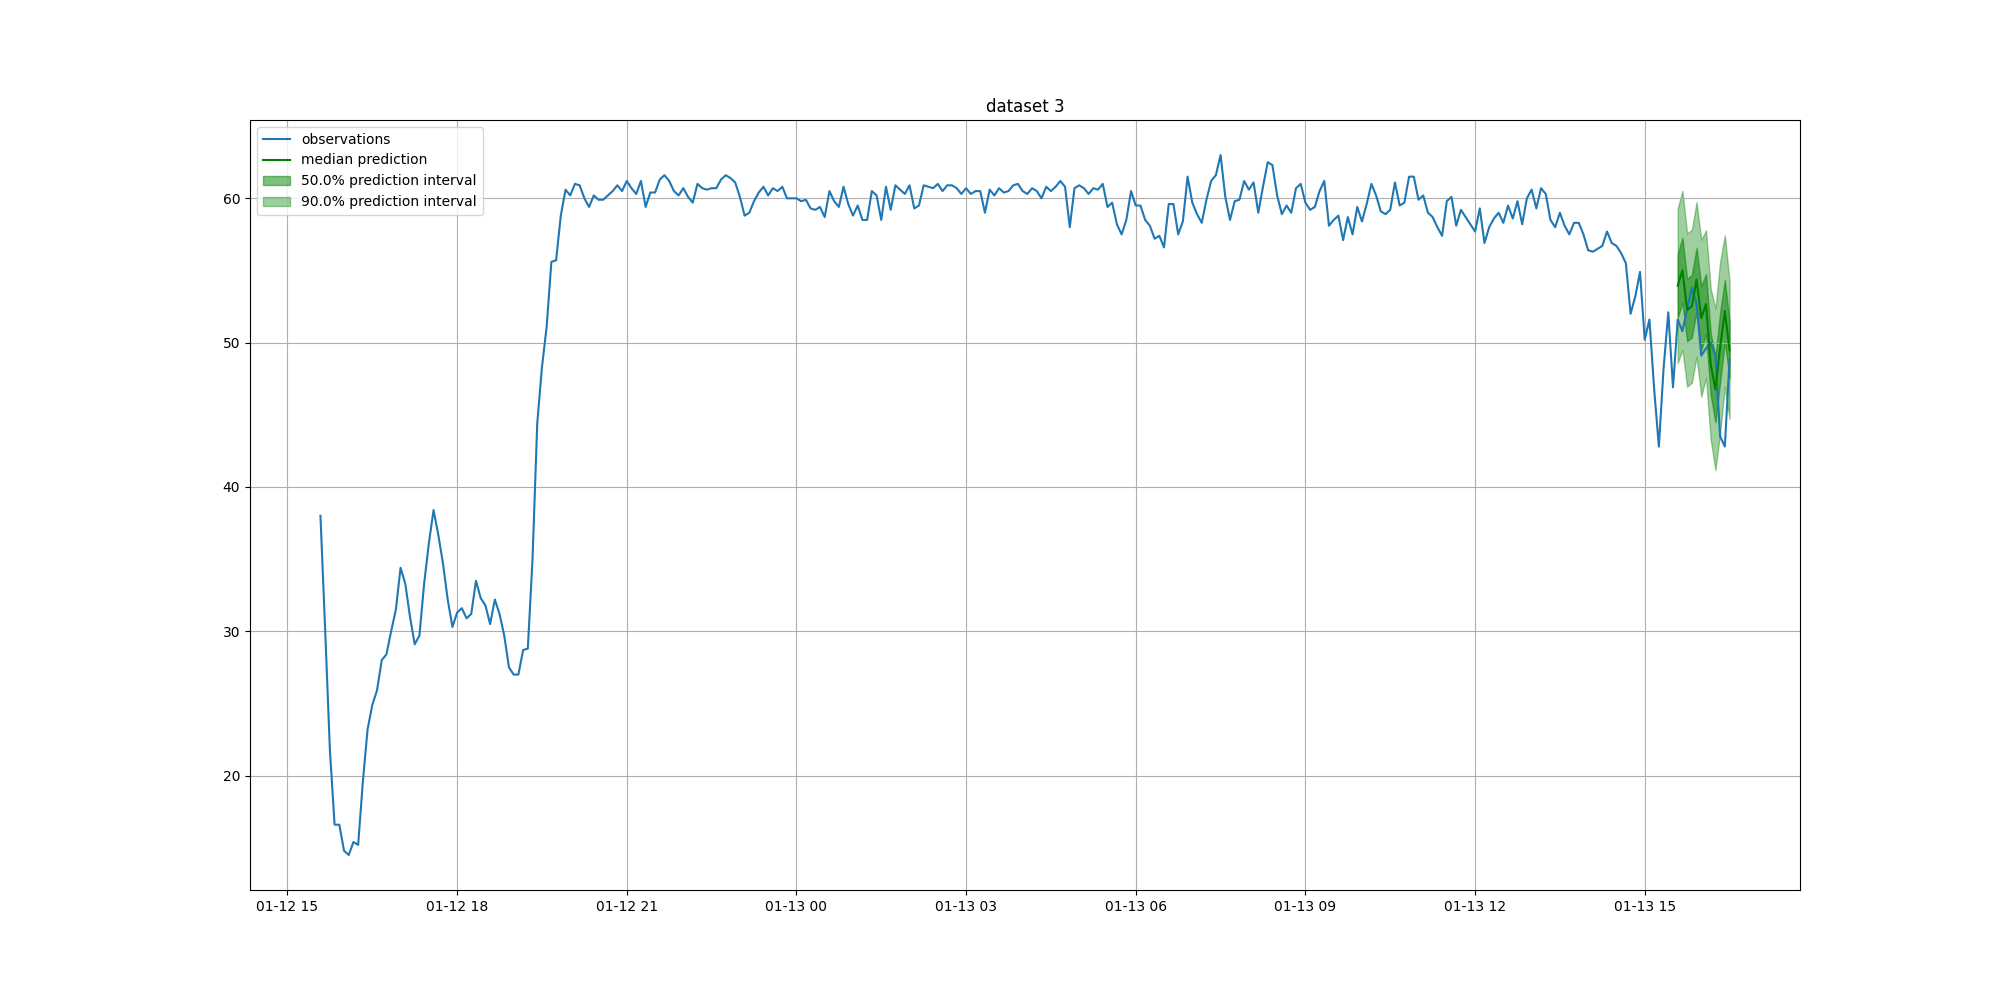 dataset 3
observations
median prediction
50.0% prediction interval
90.0% prediction interval
60
50
40
30
20
01-12 15
01-12 18
01-12 21
01-13 00
01-13 03
01-13 06
01-13 09
01-13 12
01-13 15